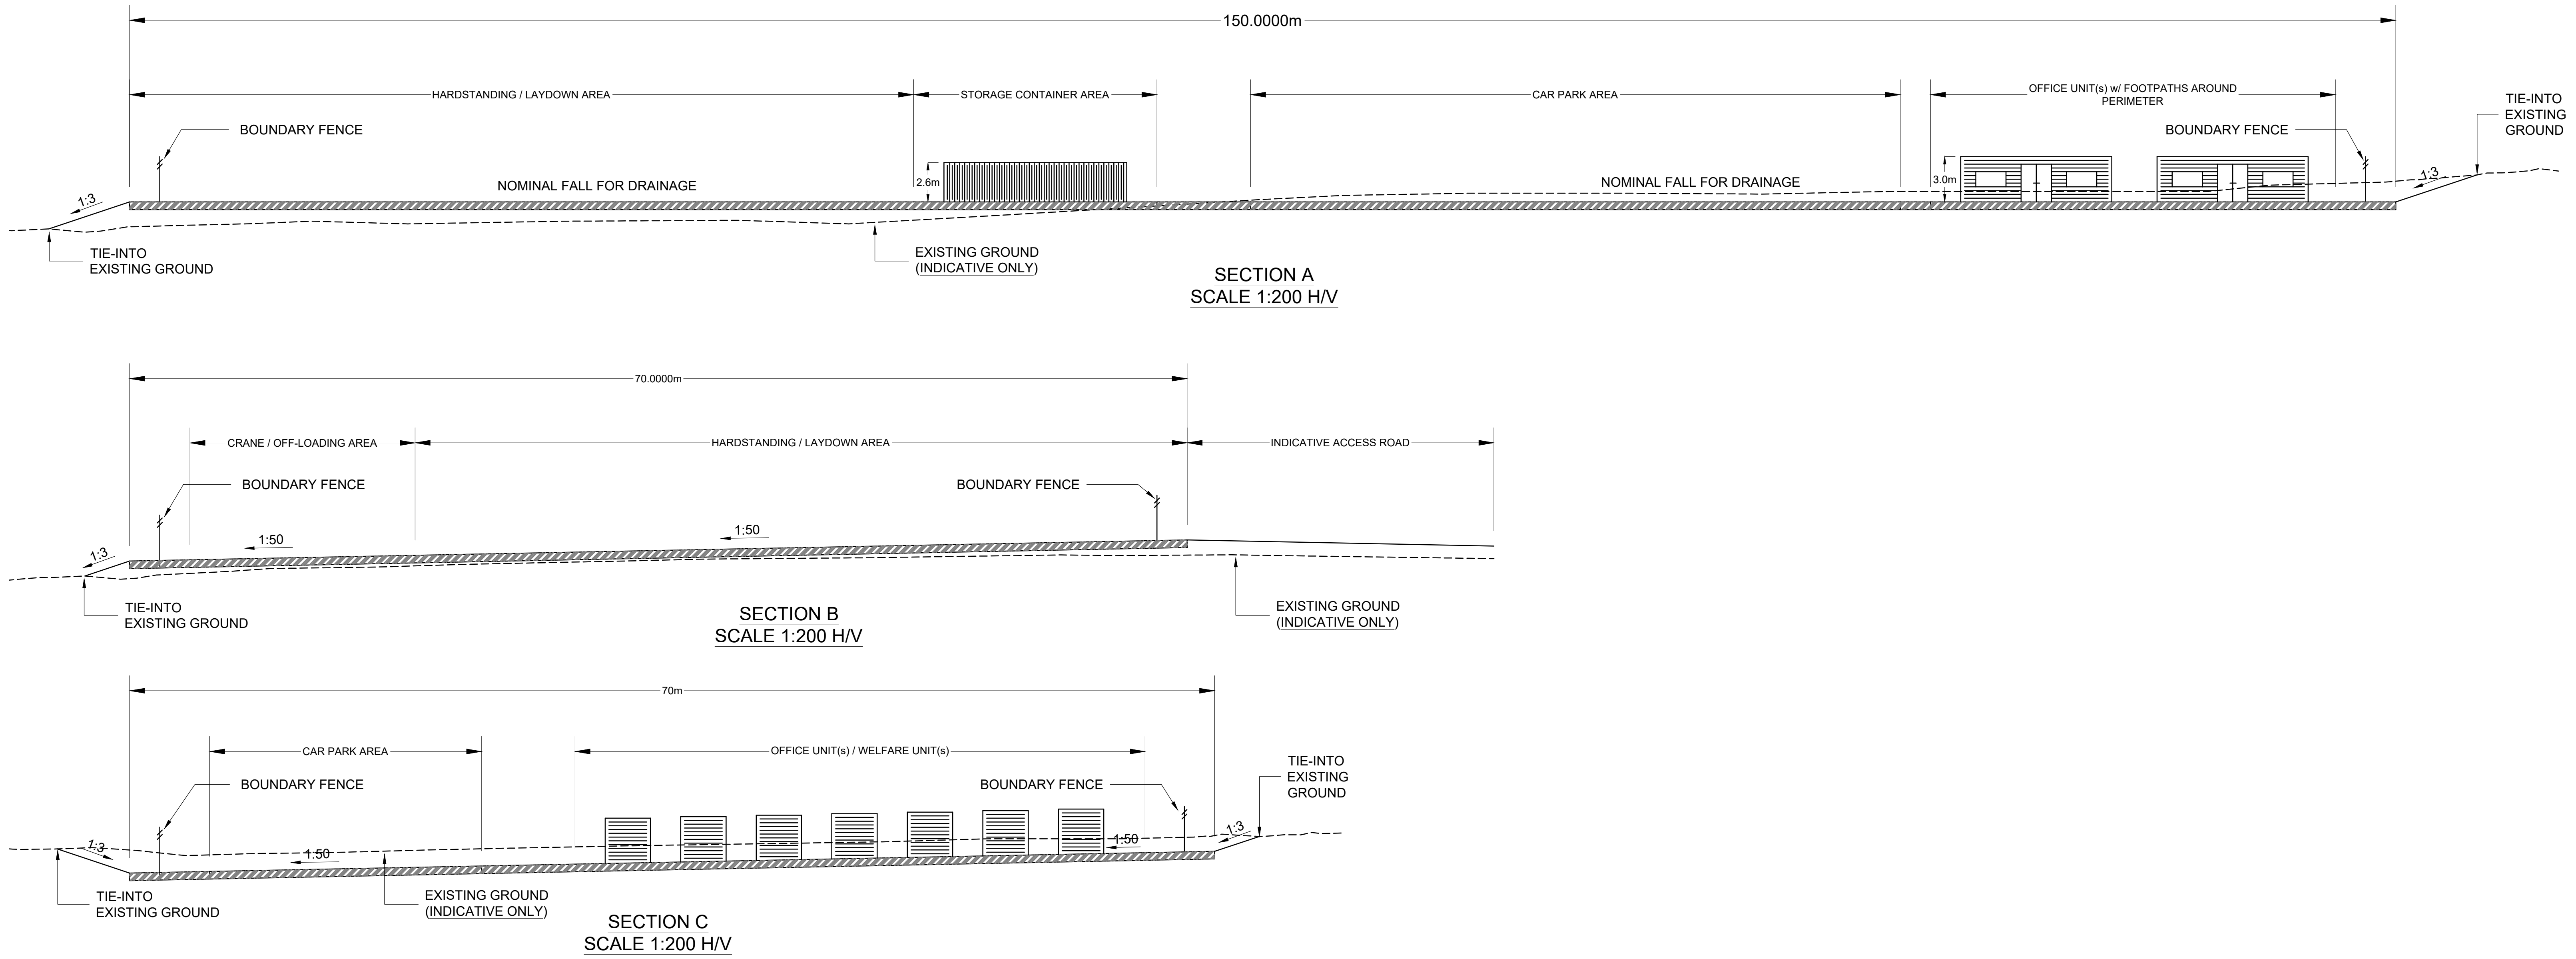 150.0000m
HARDSTANDING / LAYDOWN AREA
STORAGE CONTAINER AREA
CAR PARK AREA
OFFICE UNIT(s) w/ FOOTPATHS AROUND
PERIMETER
TIE-INTO
EXISTING
GROUND
BOUNDARY FENCE
BOUNDARY FENCE
1:3
NOMINAL FALL FOR DRAINAGE
2.6m
NOMINAL FALL FOR DRAINAGE
3.0m
1:3
TIE-INTO
EXISTING GROUND
EXISTING GROUND
(INDICATIVE ONLY)
SECTION A
SCALE 1:200 H/V
70.0000m
CRANE / OFF-LOADING AREA
HARDSTANDING / LAYDOWN AREA
INDICATIVE ACCESS ROAD
BOUNDARY FENCE
BOUNDARY FENCE
1:3
1:50
1:50
TIE-INTO
EXISTING GROUND
EXISTING GROUND
(INDICATIVE ONLY)
SECTION B
SCALE 1:200 H/V
70m
CAR PARK AREA
OFFICE UNIT(s) / WELFARE UNIT(s)
TIE-INTO
EXISTING
GROUND
BOUNDARY FENCE
BOUNDARY FENCE
1:3
1:50
1:50
1:3
TIE-INTO
EXISTING GROUND
EXISTING GROUND
(INDICATIVE ONLY)
SECTION C
SCALE 1:200 H/V